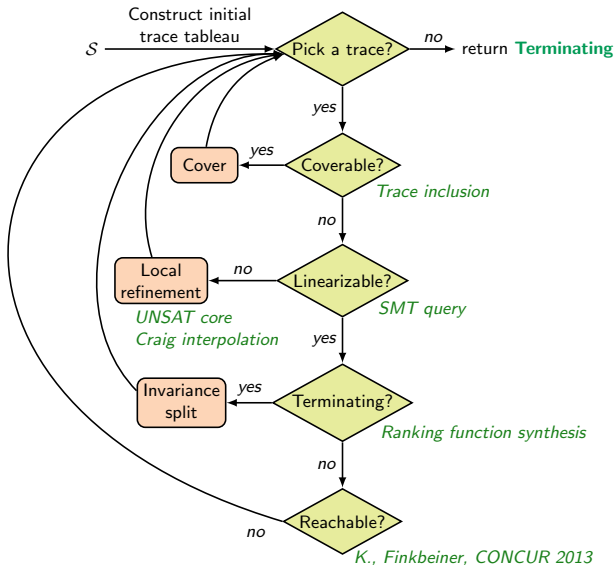 Construct initial
trace tableau
S
Pick a trace?
no
return Terminating
yes
Cover
yes
Coverable?
Trace inclusion
no
Local
refinement
no
Linearizable?
UNSAT core
Craig interpolation
SMT query
yes
Invariance
split
yes
Terminating?
Ranking function synthesis
no
Reachable?
no
K., Finkbeiner, CONCUR 2013